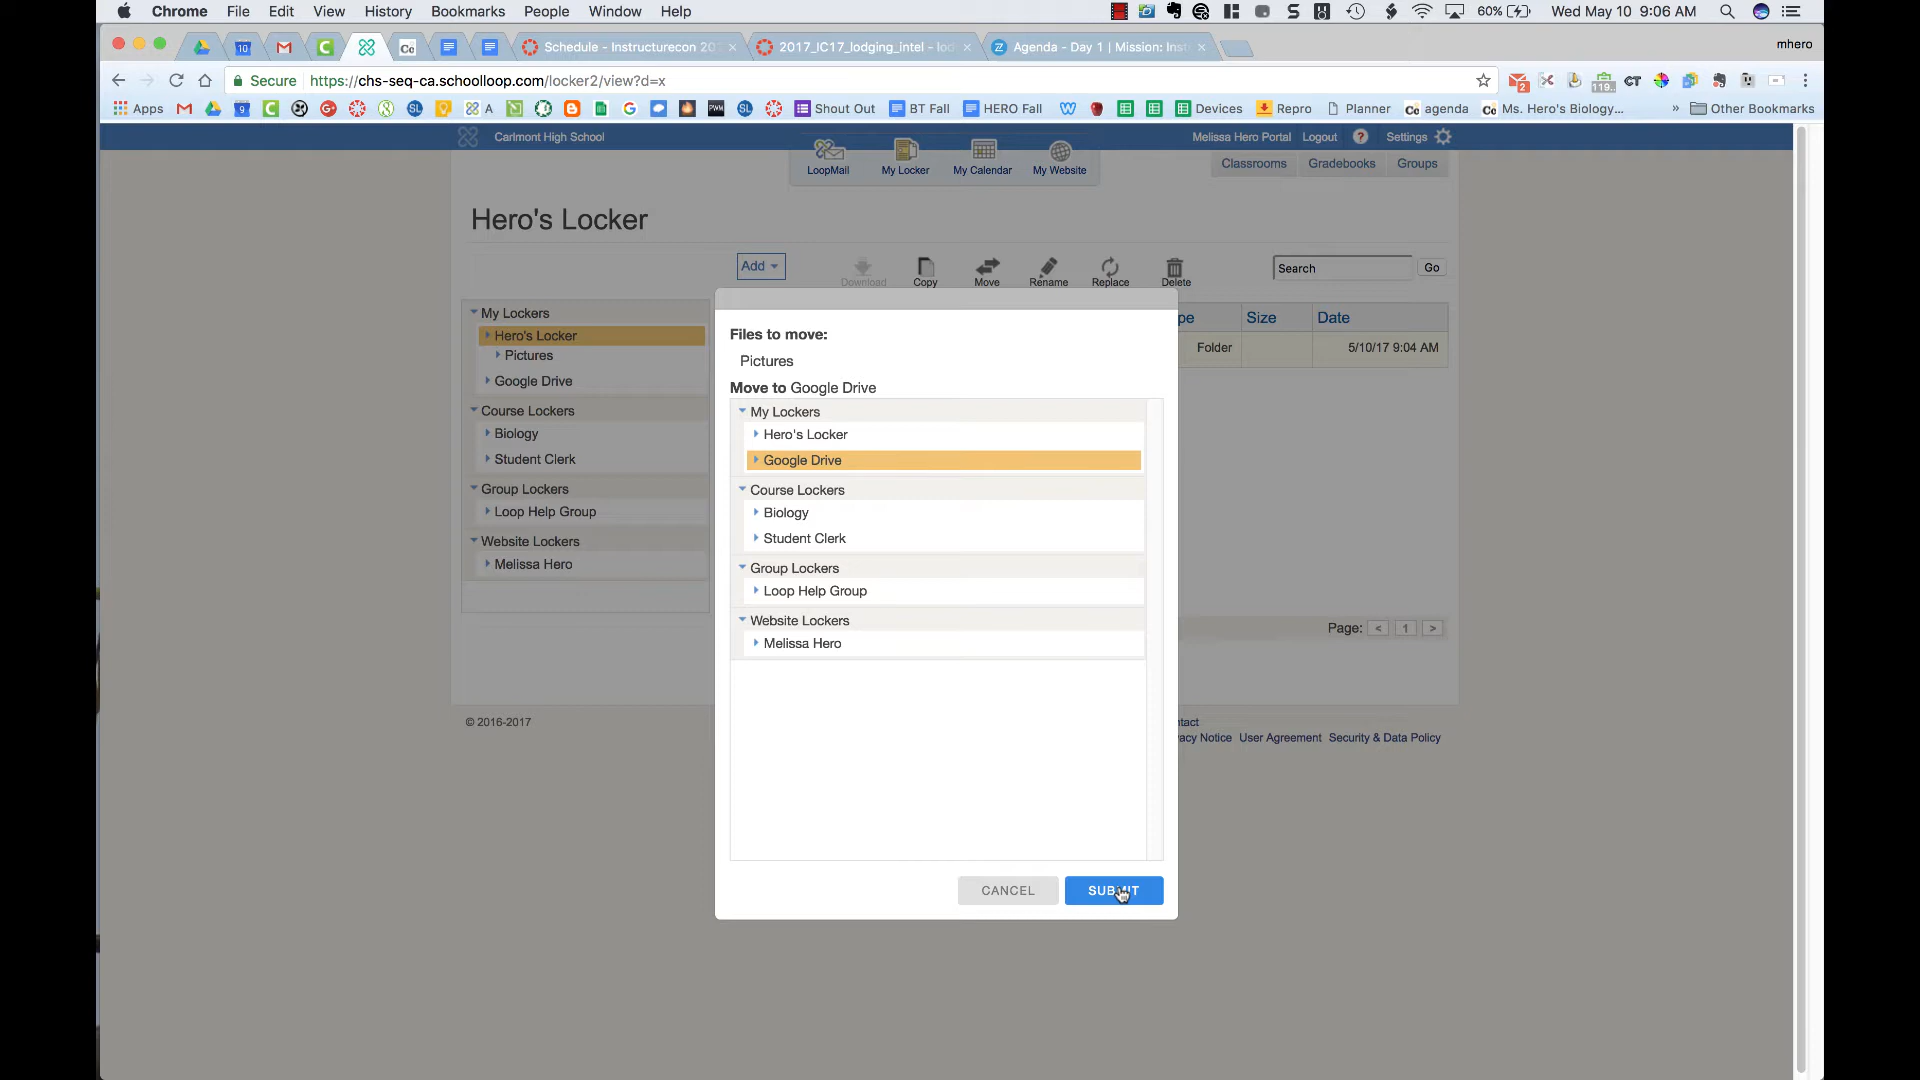 Chrome File Edit View History Bookmarks People Window Help 60% Wed May 10 9:06 AM
Schedule - Instructurecon 20 2017_IC17_lodging_intel - lo Agenda - Day 1 | Mission: Inst mhero
Secure https://chs-seq-ca.schoolloop.com/locker2/view?d=x
Apps A Shout Out BT Fall HERO Fall Devices Repro Planner agenda Ms. Hero's Biology... » Other Bookmarks
Carlmont High School Melissa Hero Portal Logout ? Settings
LoopMail My Locker My Calendar My Website Classrooms Gradebooks Groups
Hero's Locker
Add Download Copy Move Rename Replace Delete Search Go
My Lockers
Hero's Locker
Pictures
Google Drive
Course Lockers
Biology
Student Clerk
Group Lockers
Loop Help Group
Website Lockers
Melissa Hero
pe Size Date
Folder 5/10/17 9:04 AM
Page: < 1 >
Files to move:
Pictures
Move to Google Drive
My Lockers
Hero's Locker
Google Drive
Course Lockers
Biology
Student Clerk
Group Lockers
Loop Help Group
Website Lockers
Melissa Hero
CANCEL SUBMIT
© 2016-2017
ntact
vacy Notice User Agreement Security & Data Policy